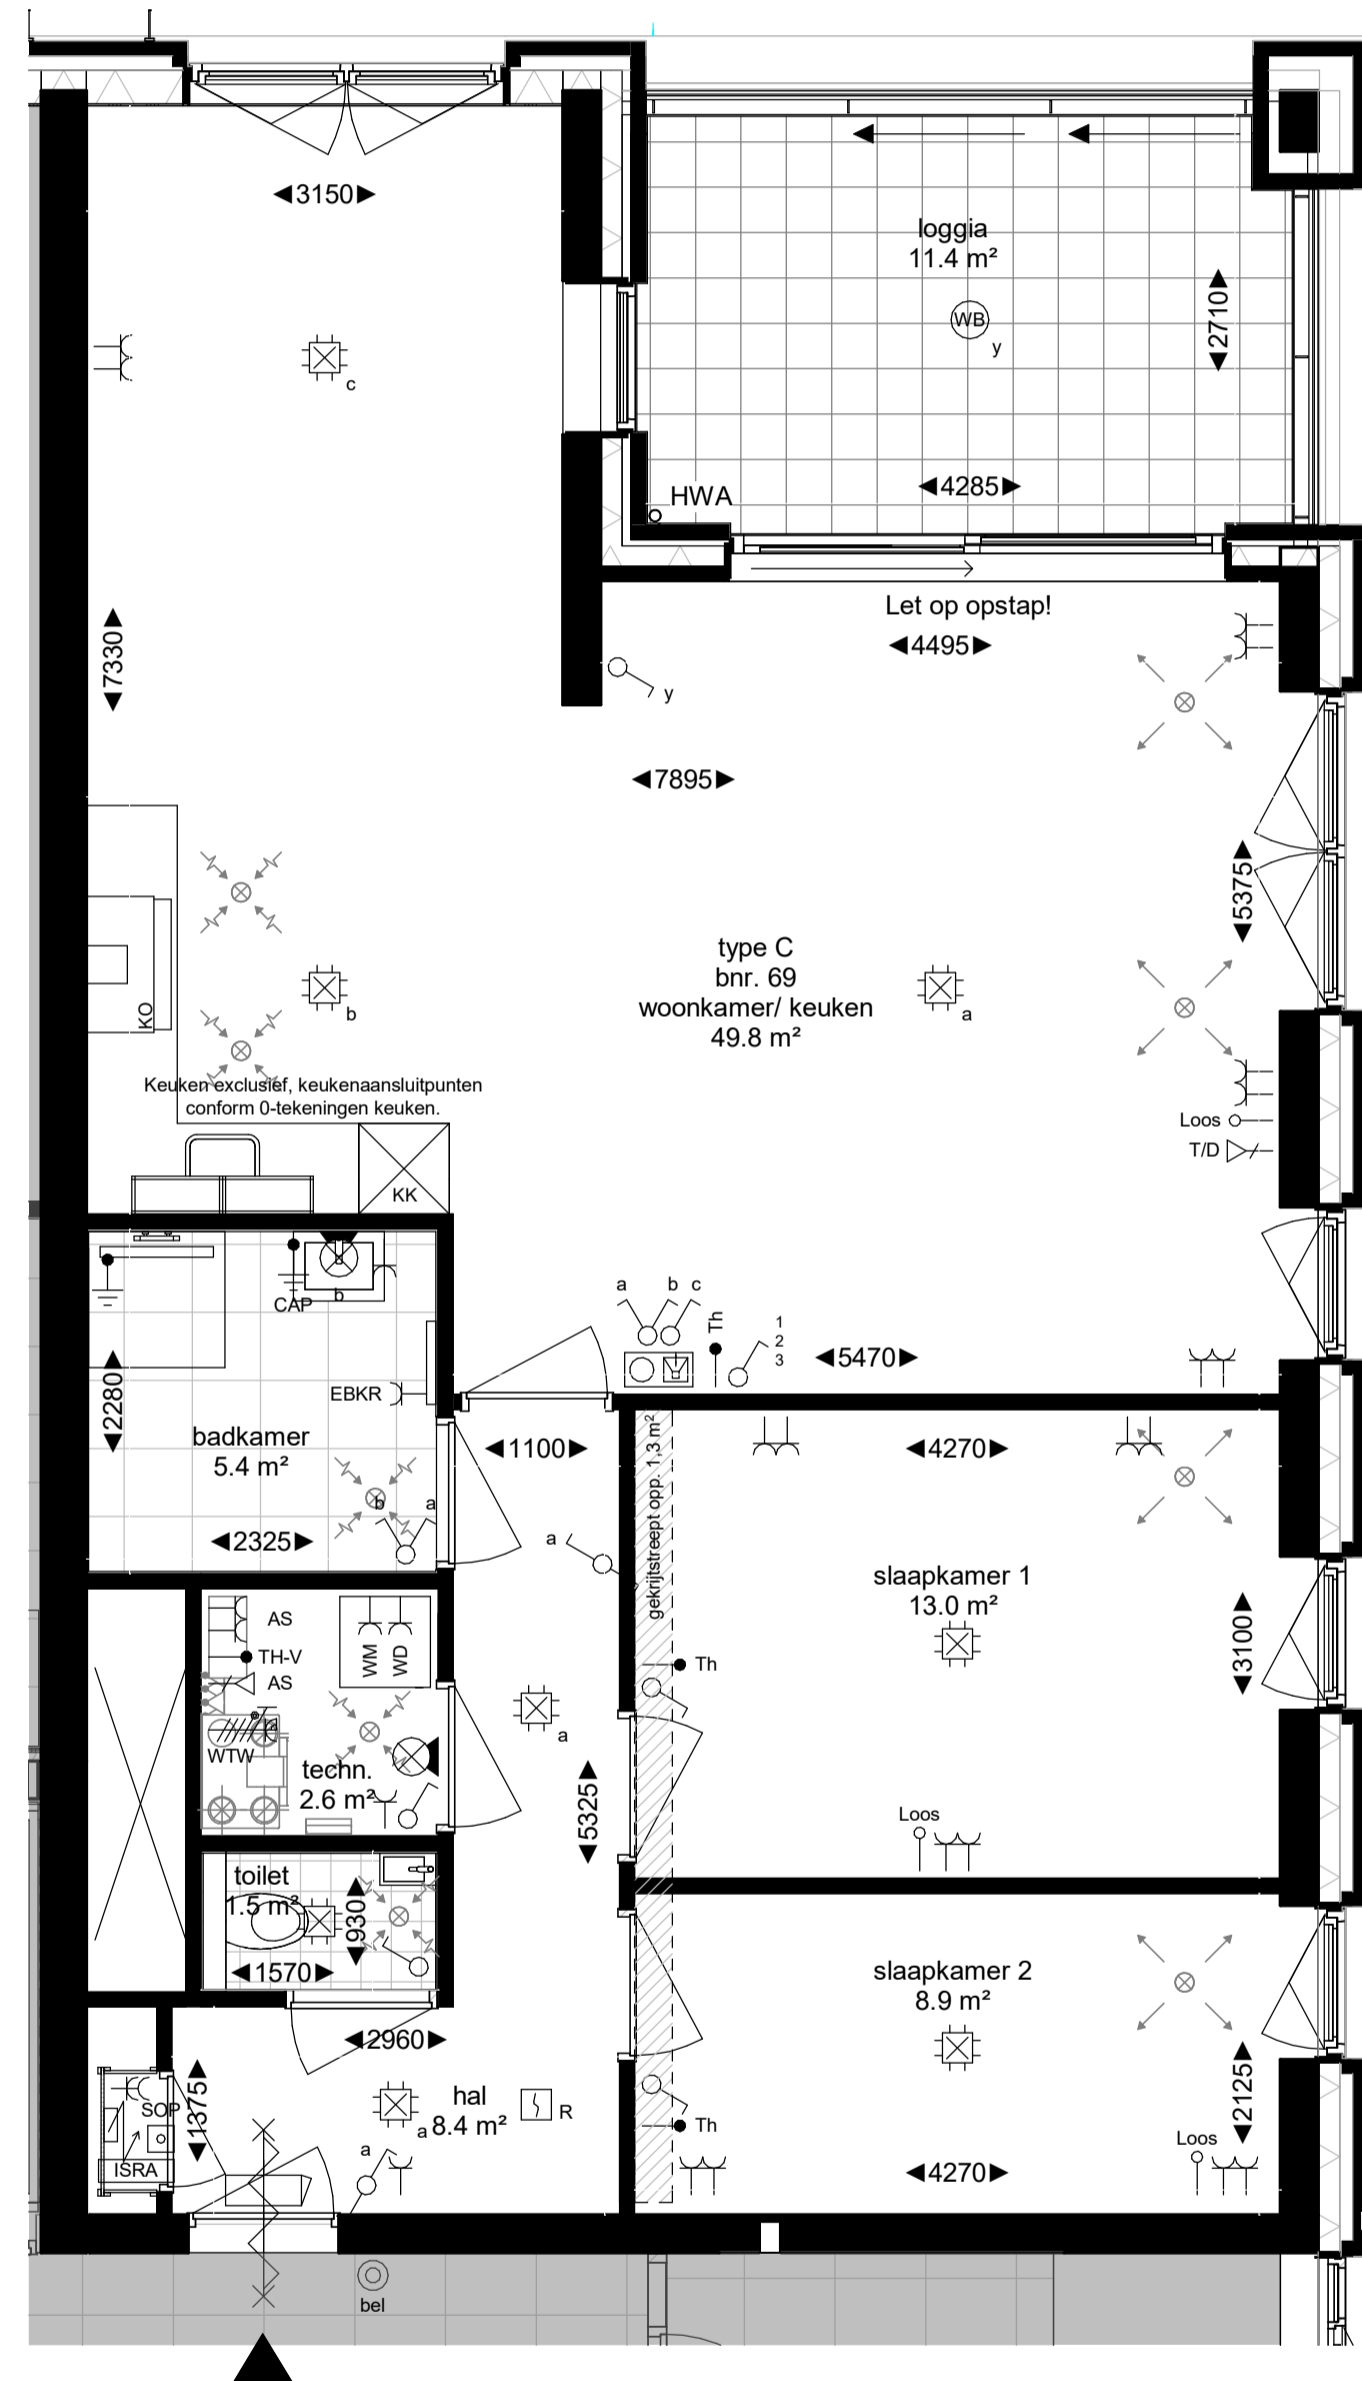 3150
loggia
11.4 m²
2710
WB
y
c
4285
HWA
Let op opstap!
4495
7330
y
7895
5375
type C
bnr. 69
woonkamer/ keuken
49.8 m²
KO
b
a
Keuken exclusief, keukenaansluitpunten
conform 0-tekeningen keuken.
Loos
T/D
KK
CAP
b
a
b
c
Th
1
2
3
5470
2280
EBKR
badkamer
5.4 m²
1100
4270
gekrijtstreept opp. 1,3 m²
b
a
2325
a
slaapkamer 1
13.0 m²
AS
TH-V
AS
WM
WD
Th
3100
a
WTW
techn.
2.6 m²
5325
Loos
toilet
1.5 m²
930
1570
slaapkamer 2
8.9 m²
2960
1375
SOP
hal
8.4 m²
a
R
Th
2125
ISRA
a
Loos
4270
bel